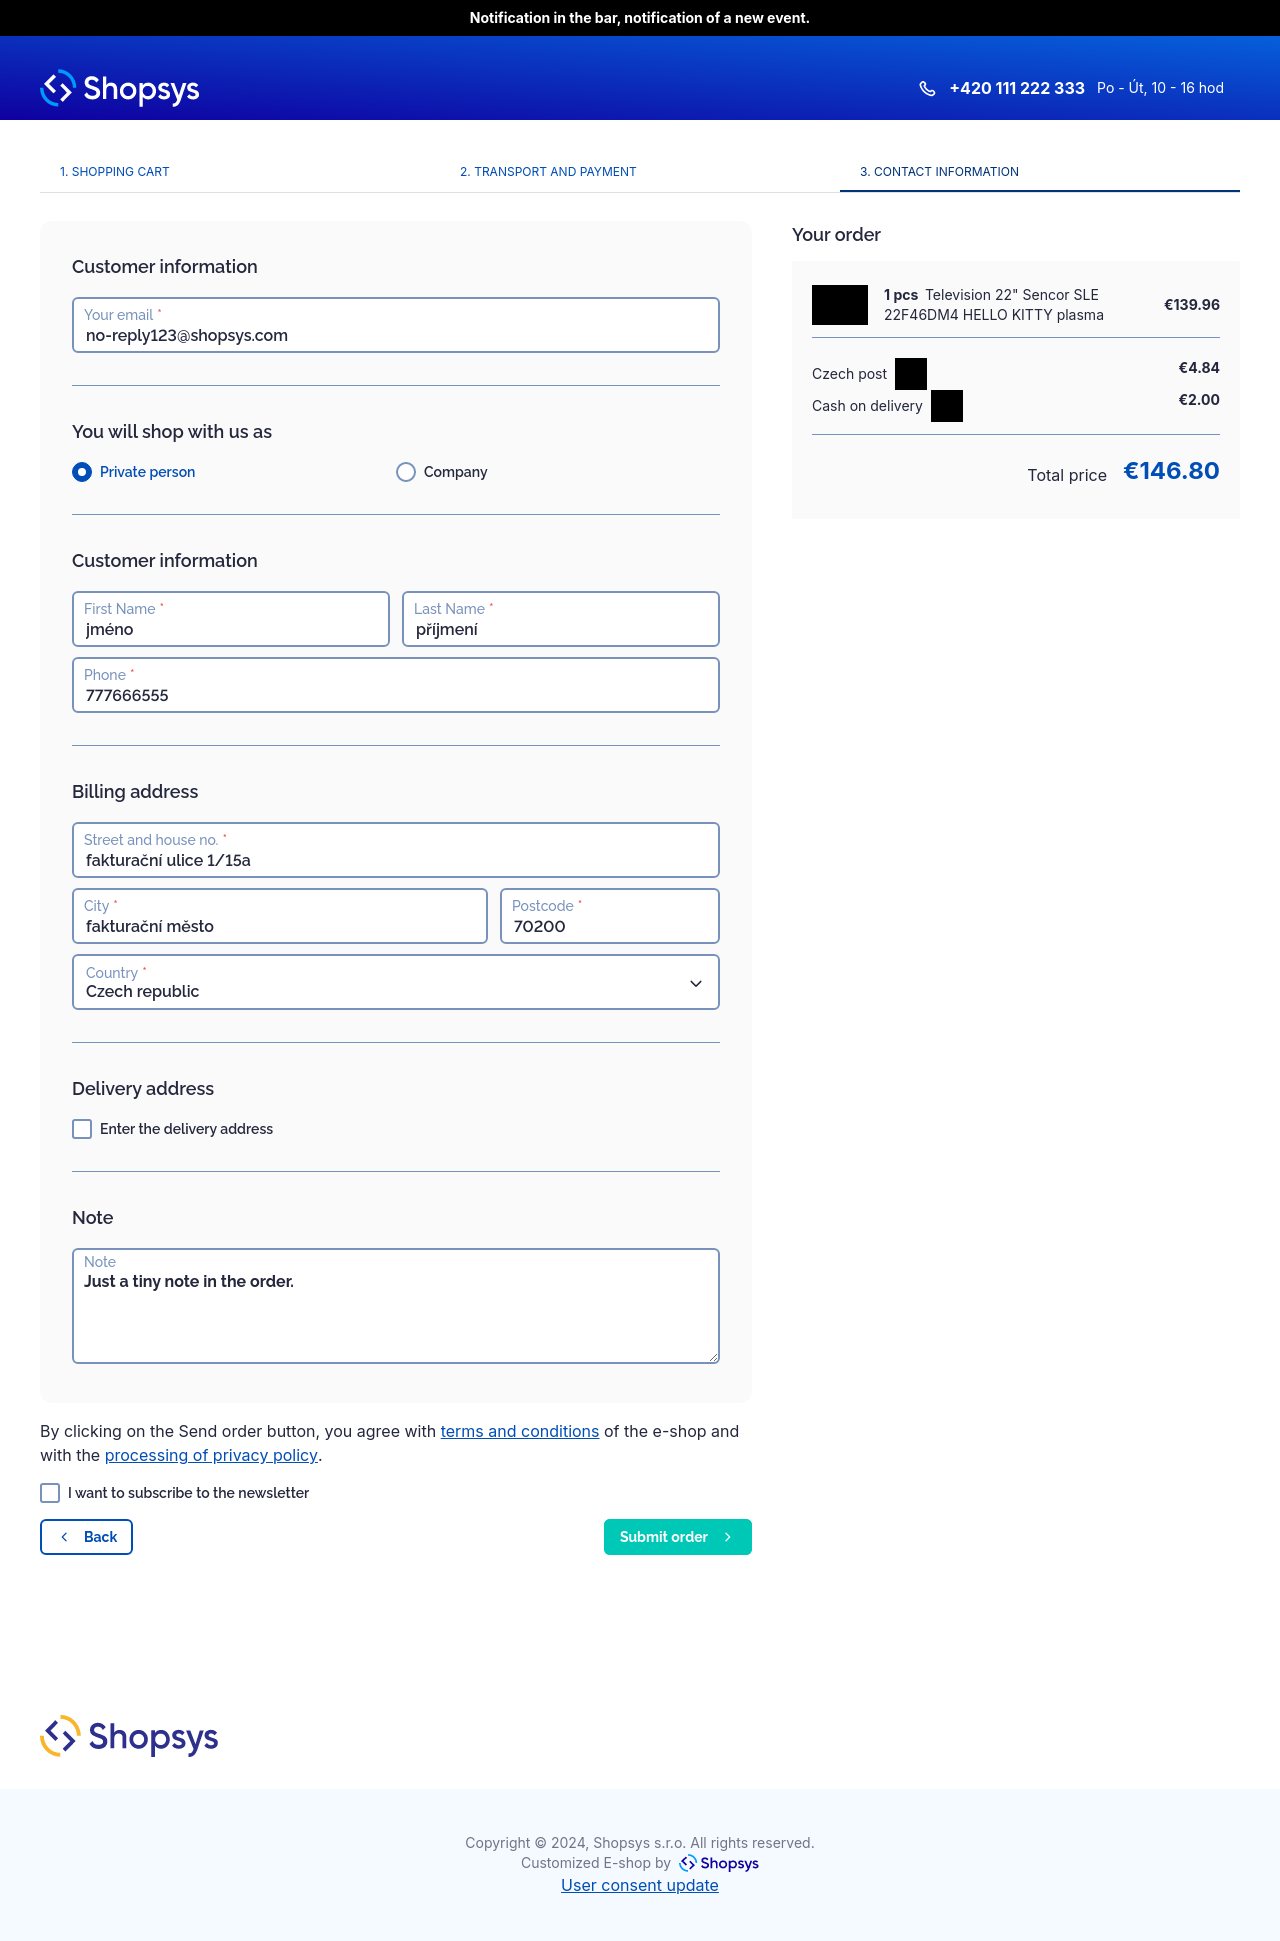 Notification in the bar, notification of a new event.
Shopsys
+420 111 222 333 Po - Út, 10 - 16 hod
1. SHOPPING CART
2. TRANSPORT AND PAYMENT
3. CONTACT INFORMATION
Customer information
Your email *
no-reply123@shopsys.com
You will shop with us as
Private person
Company
Customer information
First Name *
jméno
Last Name *
příjmení
Phone *
777666555
Billing address
Street and house no. *
fakturační ulice 1/15a
City *
fakturační město
Postcode *
70200
Country *
Czech republic
Delivery address
Enter the delivery address
Note
Note
Just a tiny note in the order.
By clicking on the Send order button, you agree with terms and conditions of the e-shop and
with the processing of privacy policy.
I want to subscribe to the newsletter
Back
Submit order
Your order
1 pcs Television 22" Sencor SLE
22F46DM4 HELLO KITTY plasma
€139.96
Czech post
€4.84
Cash on delivery
€2.00
Total price €146.80
Shopsys
Copyright © 2024, Shopsys s.r.o. All rights reserved.
Customized E-shop by Shopsys
User consent update